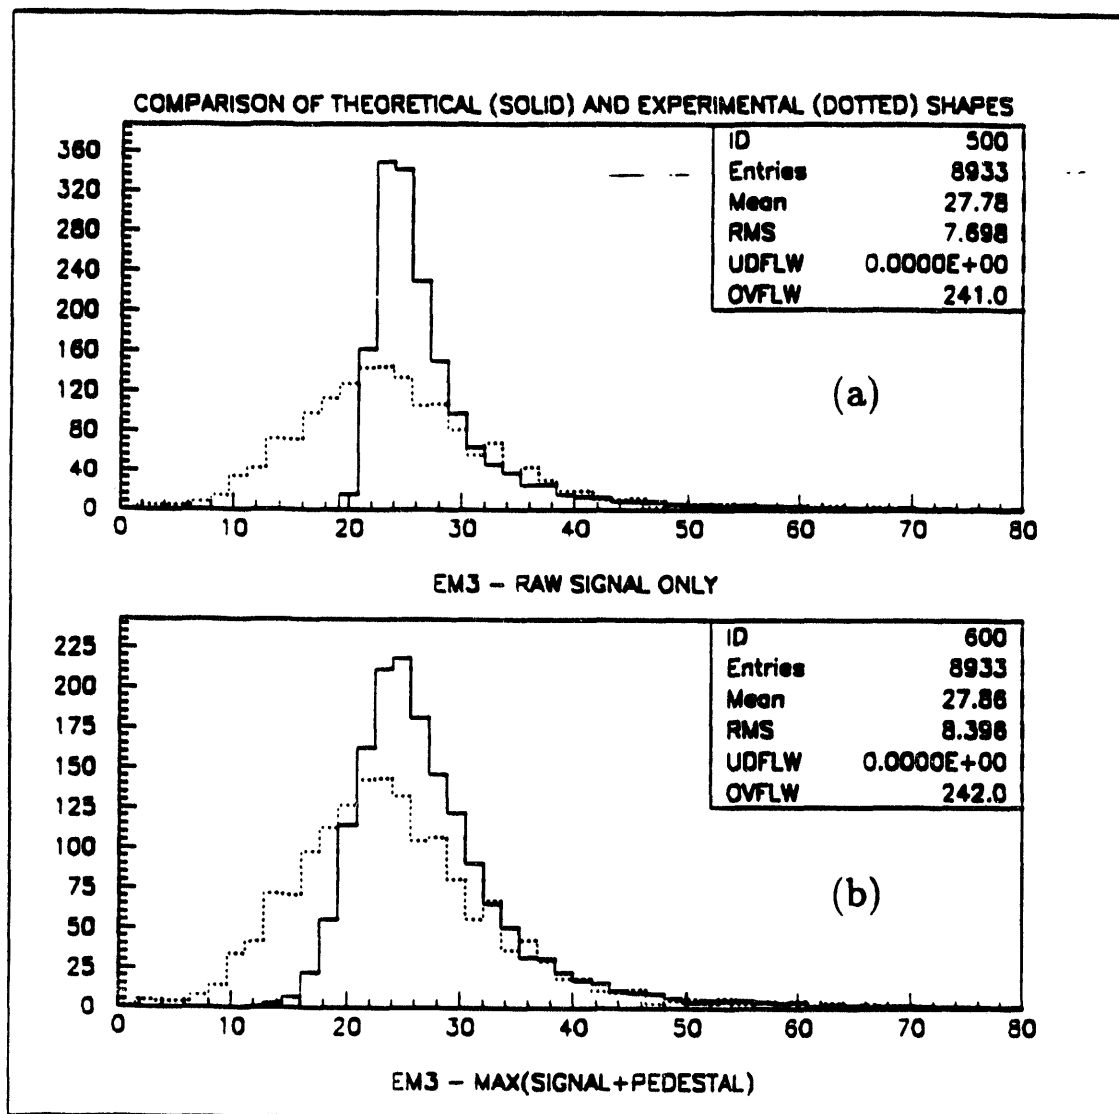 COMPARISON OF THEORETICAL (SOLID) AND EXPERIMENTAL (DOTTED) SHAPES
ID 500
Entries 8933
Mean 27.78
RMS 7.698
UDFLW 0.0000E+00
OVFLW 241.0
360
320
280
240
200
160
120
80
40
0
(a)
0 10 20 30 40 50 60 70 80
EM3 – RAW SIGNAL ONLY
ID 600
Entries 8933
Mean 27.86
RMS 8.396
UDFLW 0.0000E+00
OVFLW 242.0
225
200
175
150
125
100
75
50
25
0
(b)
0 10 20 30 40 50 60 70 80
EM3 – MAX(SIGNAL+PEDESTAL)